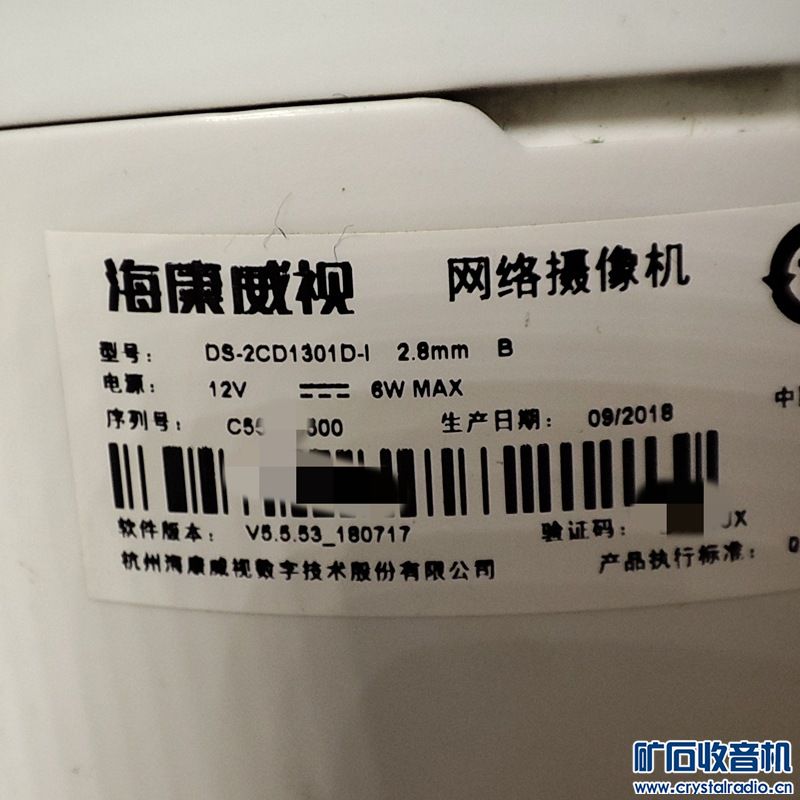 海康威视 网络摄像机
型号： DS-2CD1301D-I 2.8mm B
电源： 12V 6W MAX
序列号： C55 600 生产日期： 09/2018
软件版本： V5.5.53_180717 验证码： UX
杭州海康威视数字技术股份有限公司 产品执行标准：
矿石收音机
www.crystalradio.cn